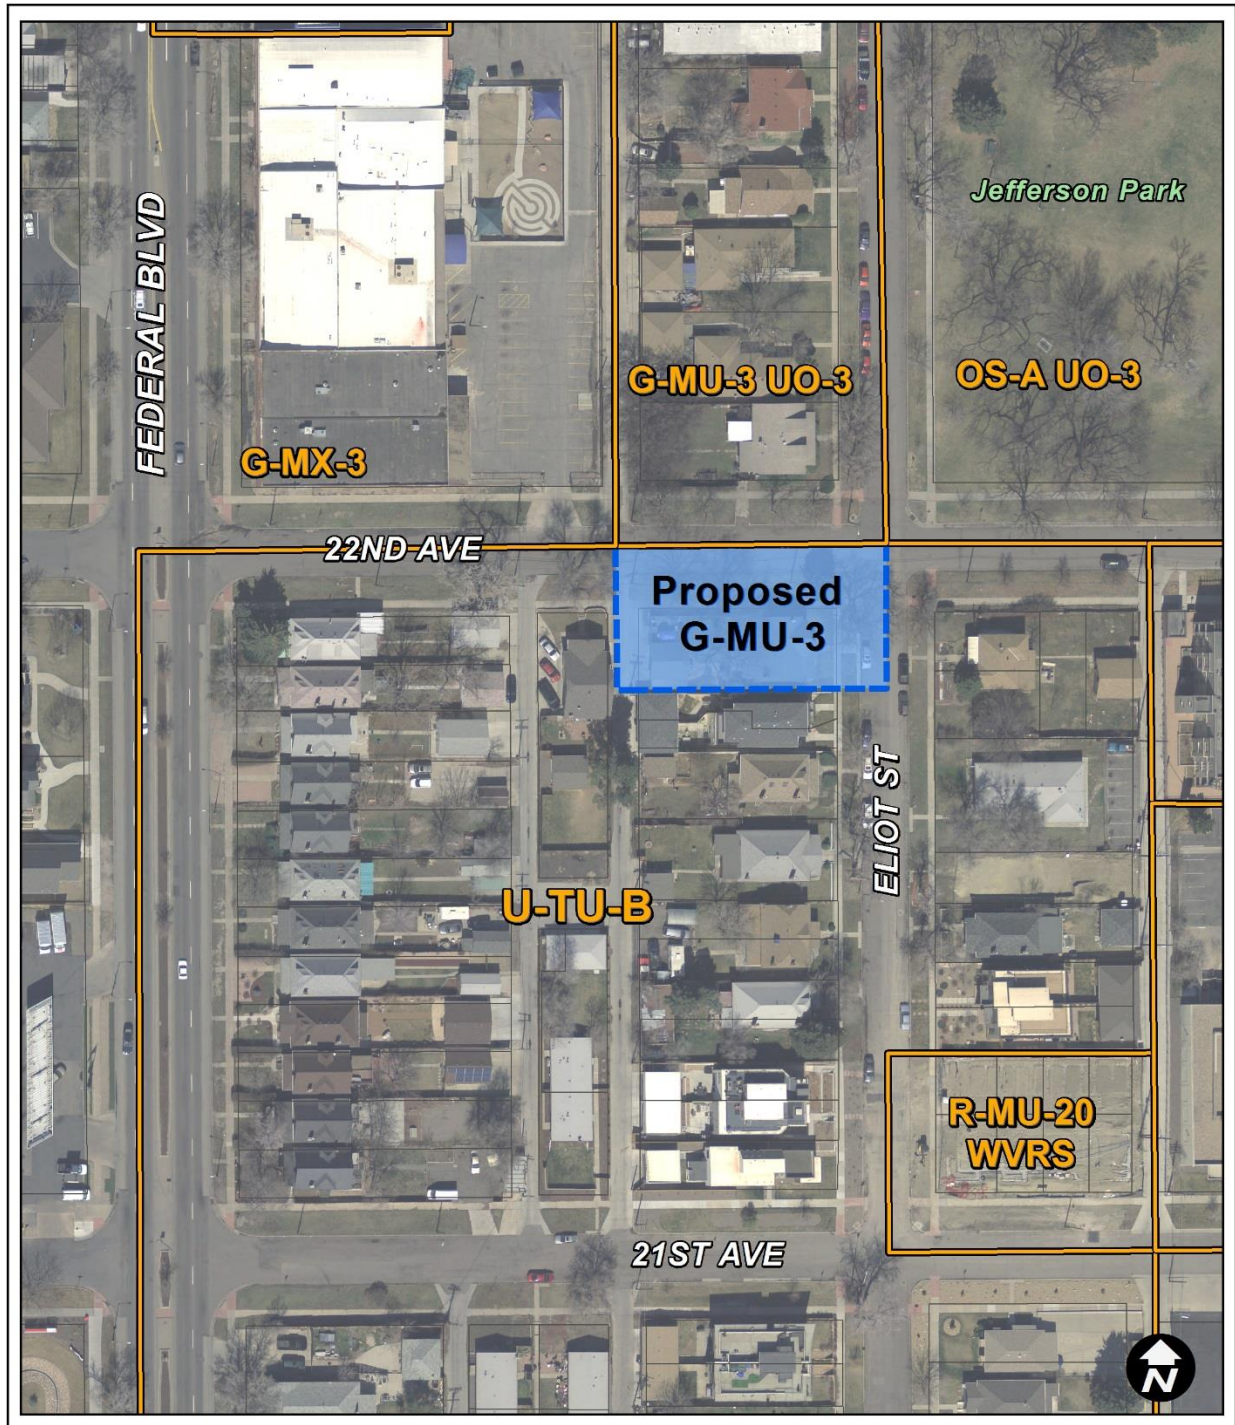 Jefferson Park
FEDERAL BLVD
G-MU-3 UO-3
OS-A UO-3
G-MX-3
22ND AVE
Proposed
G-MU-3
ELIOT ST
U-TU-B
R-MU-20
WVRS
21ST AVE
N